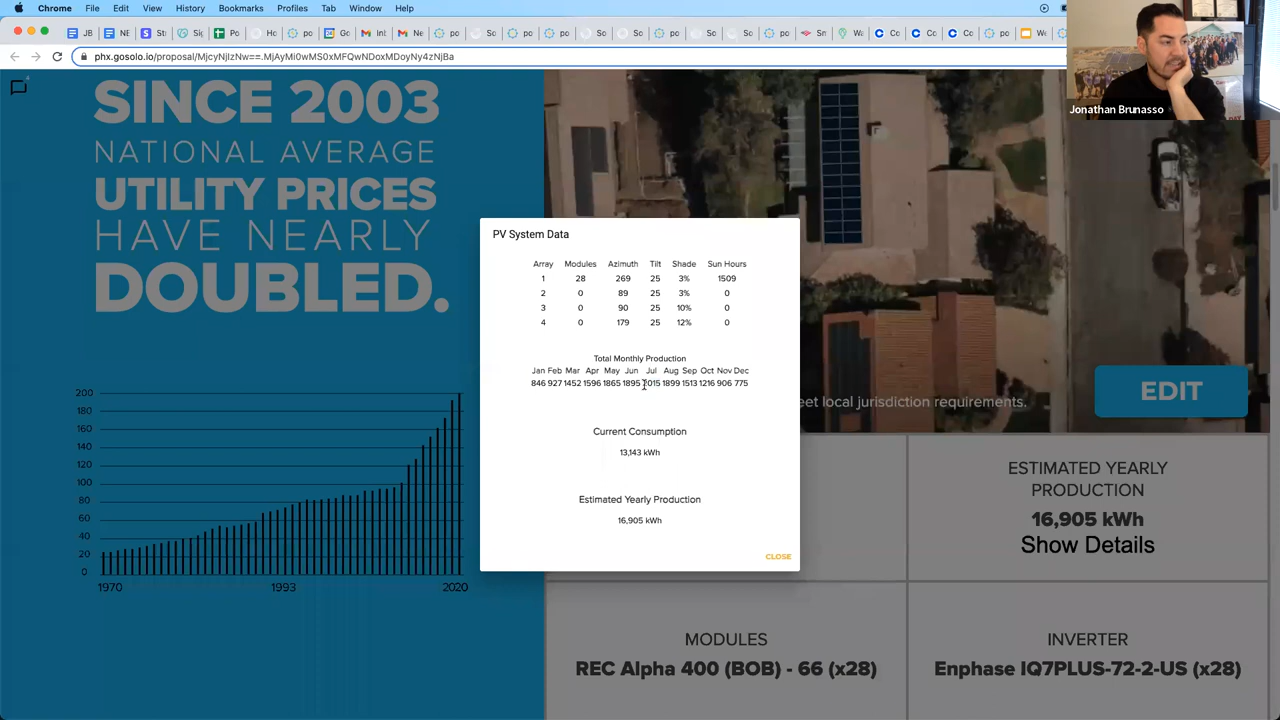 Chrome File Edit View History Bookmarks Profiles Tab Window Help
phx.gosolo.io/proposal/MjcyNjIzNw==.MjAyMi0wMS0xMFQwNDoxMDoyNy4zNjBa
Jonathan Brunasso
SINCE 2003
NATIONAL AVERAGE
UTILITY PRICES
HAVE NEARLY
DOUBLED.
200
180
160
140
120
100
80
60
40
20
0
1970 1993 2020
PV System Data
Array Modules Azimuth Tilt Shade Sun Hours
1 28 269 25 3% 1509
2 0 89 25 3% 0
3 0 90 25 10% 0
4 0 179 25 12% 0
Total Monthly Production
Jan Feb Mar Apr May Jun Jul Aug Sep Oct Nov Dec
846 927 1452 1596 1865 1895 2015 1899 1513 1216 906 775
Current Consumption
13,143 kWh
Estimated Yearly Production
16,905 kWh
CLOSE
eet local jurisdiction requirements.
EDIT
ESTIMATED YEARLY
PRODUCTION
16,905 kWh
Show Details
MODULES
REC Alpha 400 (BOB) - 66 (x28)
INVERTER
Enphase IQ7PLUS-72-2-US (x28)